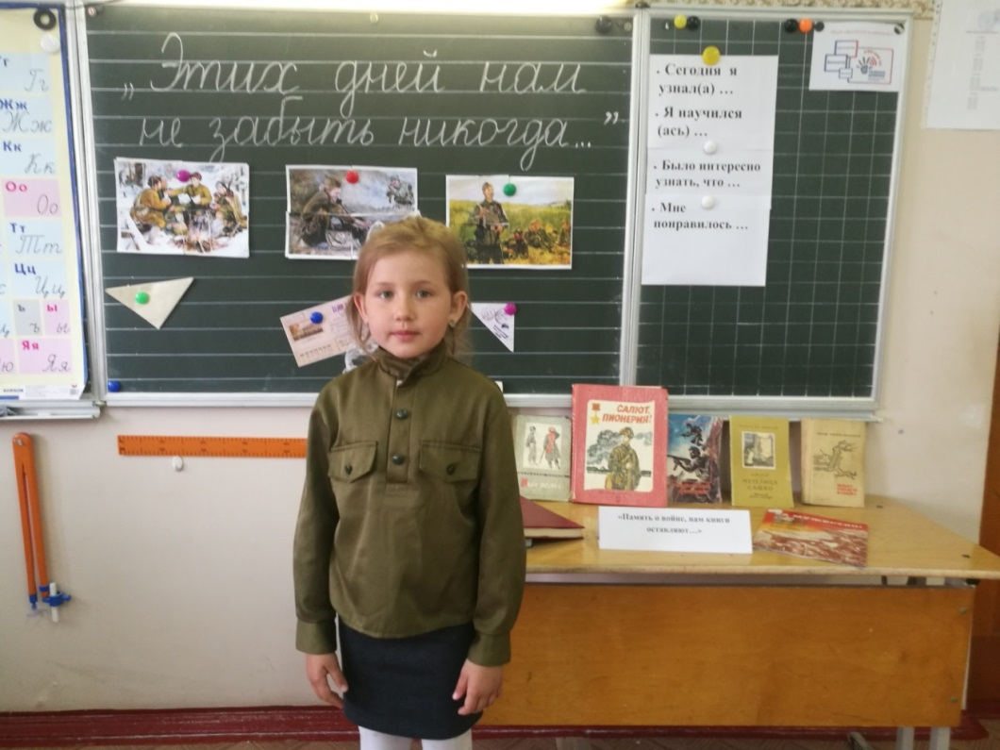 „Этих дней нам
не забыть никогда..."
• Сегодня я
узнал(а) …
• Я научился
(ась) …
• Было интересно
узнать, что …
• Мне
понравилось …
Гг
Жж
Жж
Кк
Кк
Оо
Оо
Тт
Тт
Цц
Цц
ъ
ъ
ы
ы
Яя
Яя
САЛЮТ,
ПИОНЕРИЯ!
«Память о войне, нам книги
оставляют…»